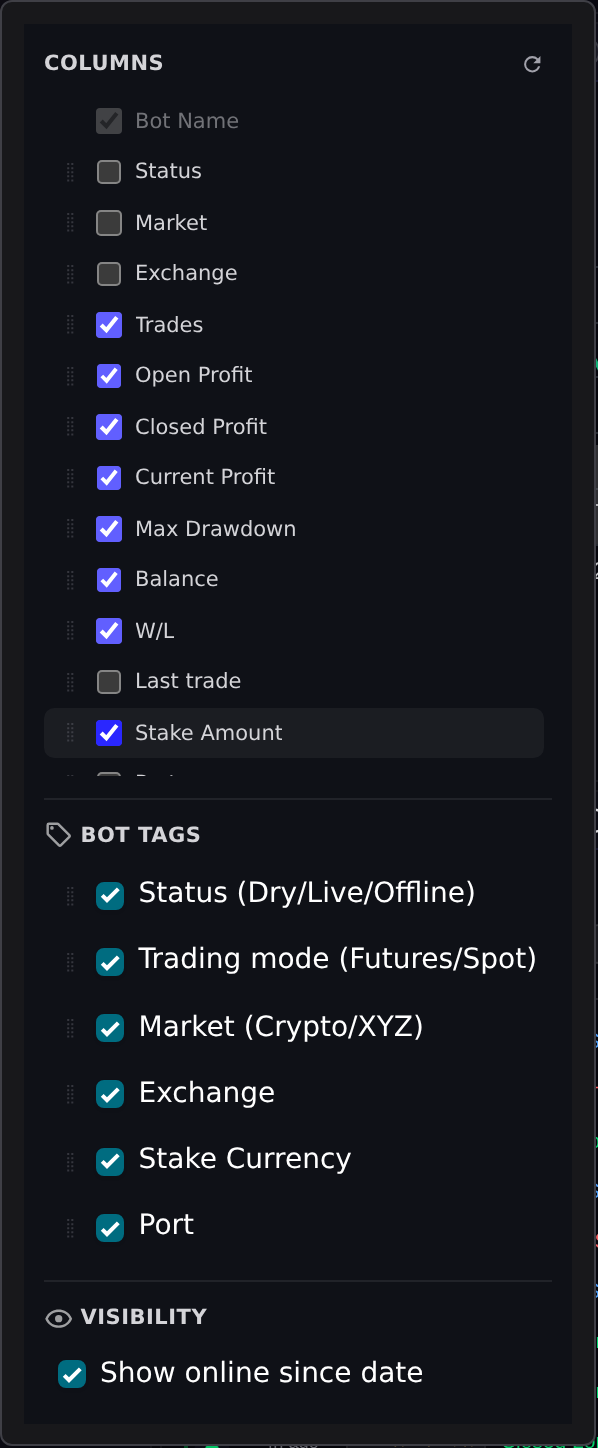 COLUMNS
Bot Name
Status
Market
Exchange
Trades
Open Profit
Closed Profit
Current Profit
Max Drawdown
Balance
W/L
Last trade
Stake Amount
BOT TAGS
Status (Dry/Live/Offline)
Trading mode (Futures/Spot)
Market (Crypto/XYZ)
Exchange
Stake Currency
Port
VISIBILITY
Show online since date